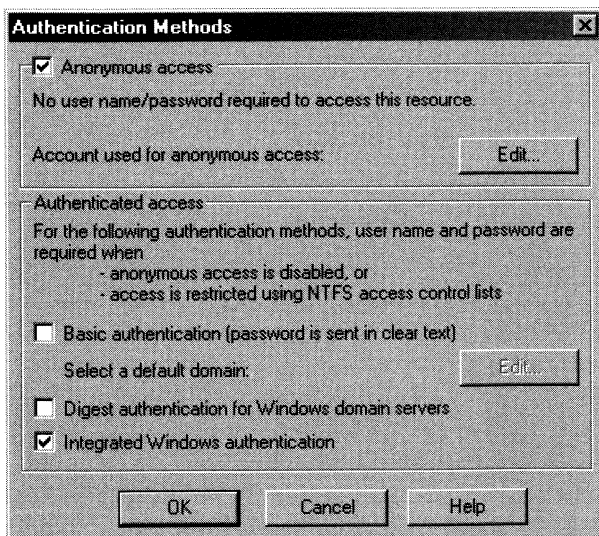 Authentication Methods
Anonymous access
No user name/password required to access this resource.
Account used for anonymous access:
Edit...
Authenticated access
For the following authentication methods, user name and password are
required when
- anonymous access is disabled, or
- access is restricted using NTFS access control lists
Basic authentication (password is sent in clear text)
Select a default domain:
Edit...
Digest authentication for Windows domain servers
Integrated Windows authentication
OK
Cancel
Help